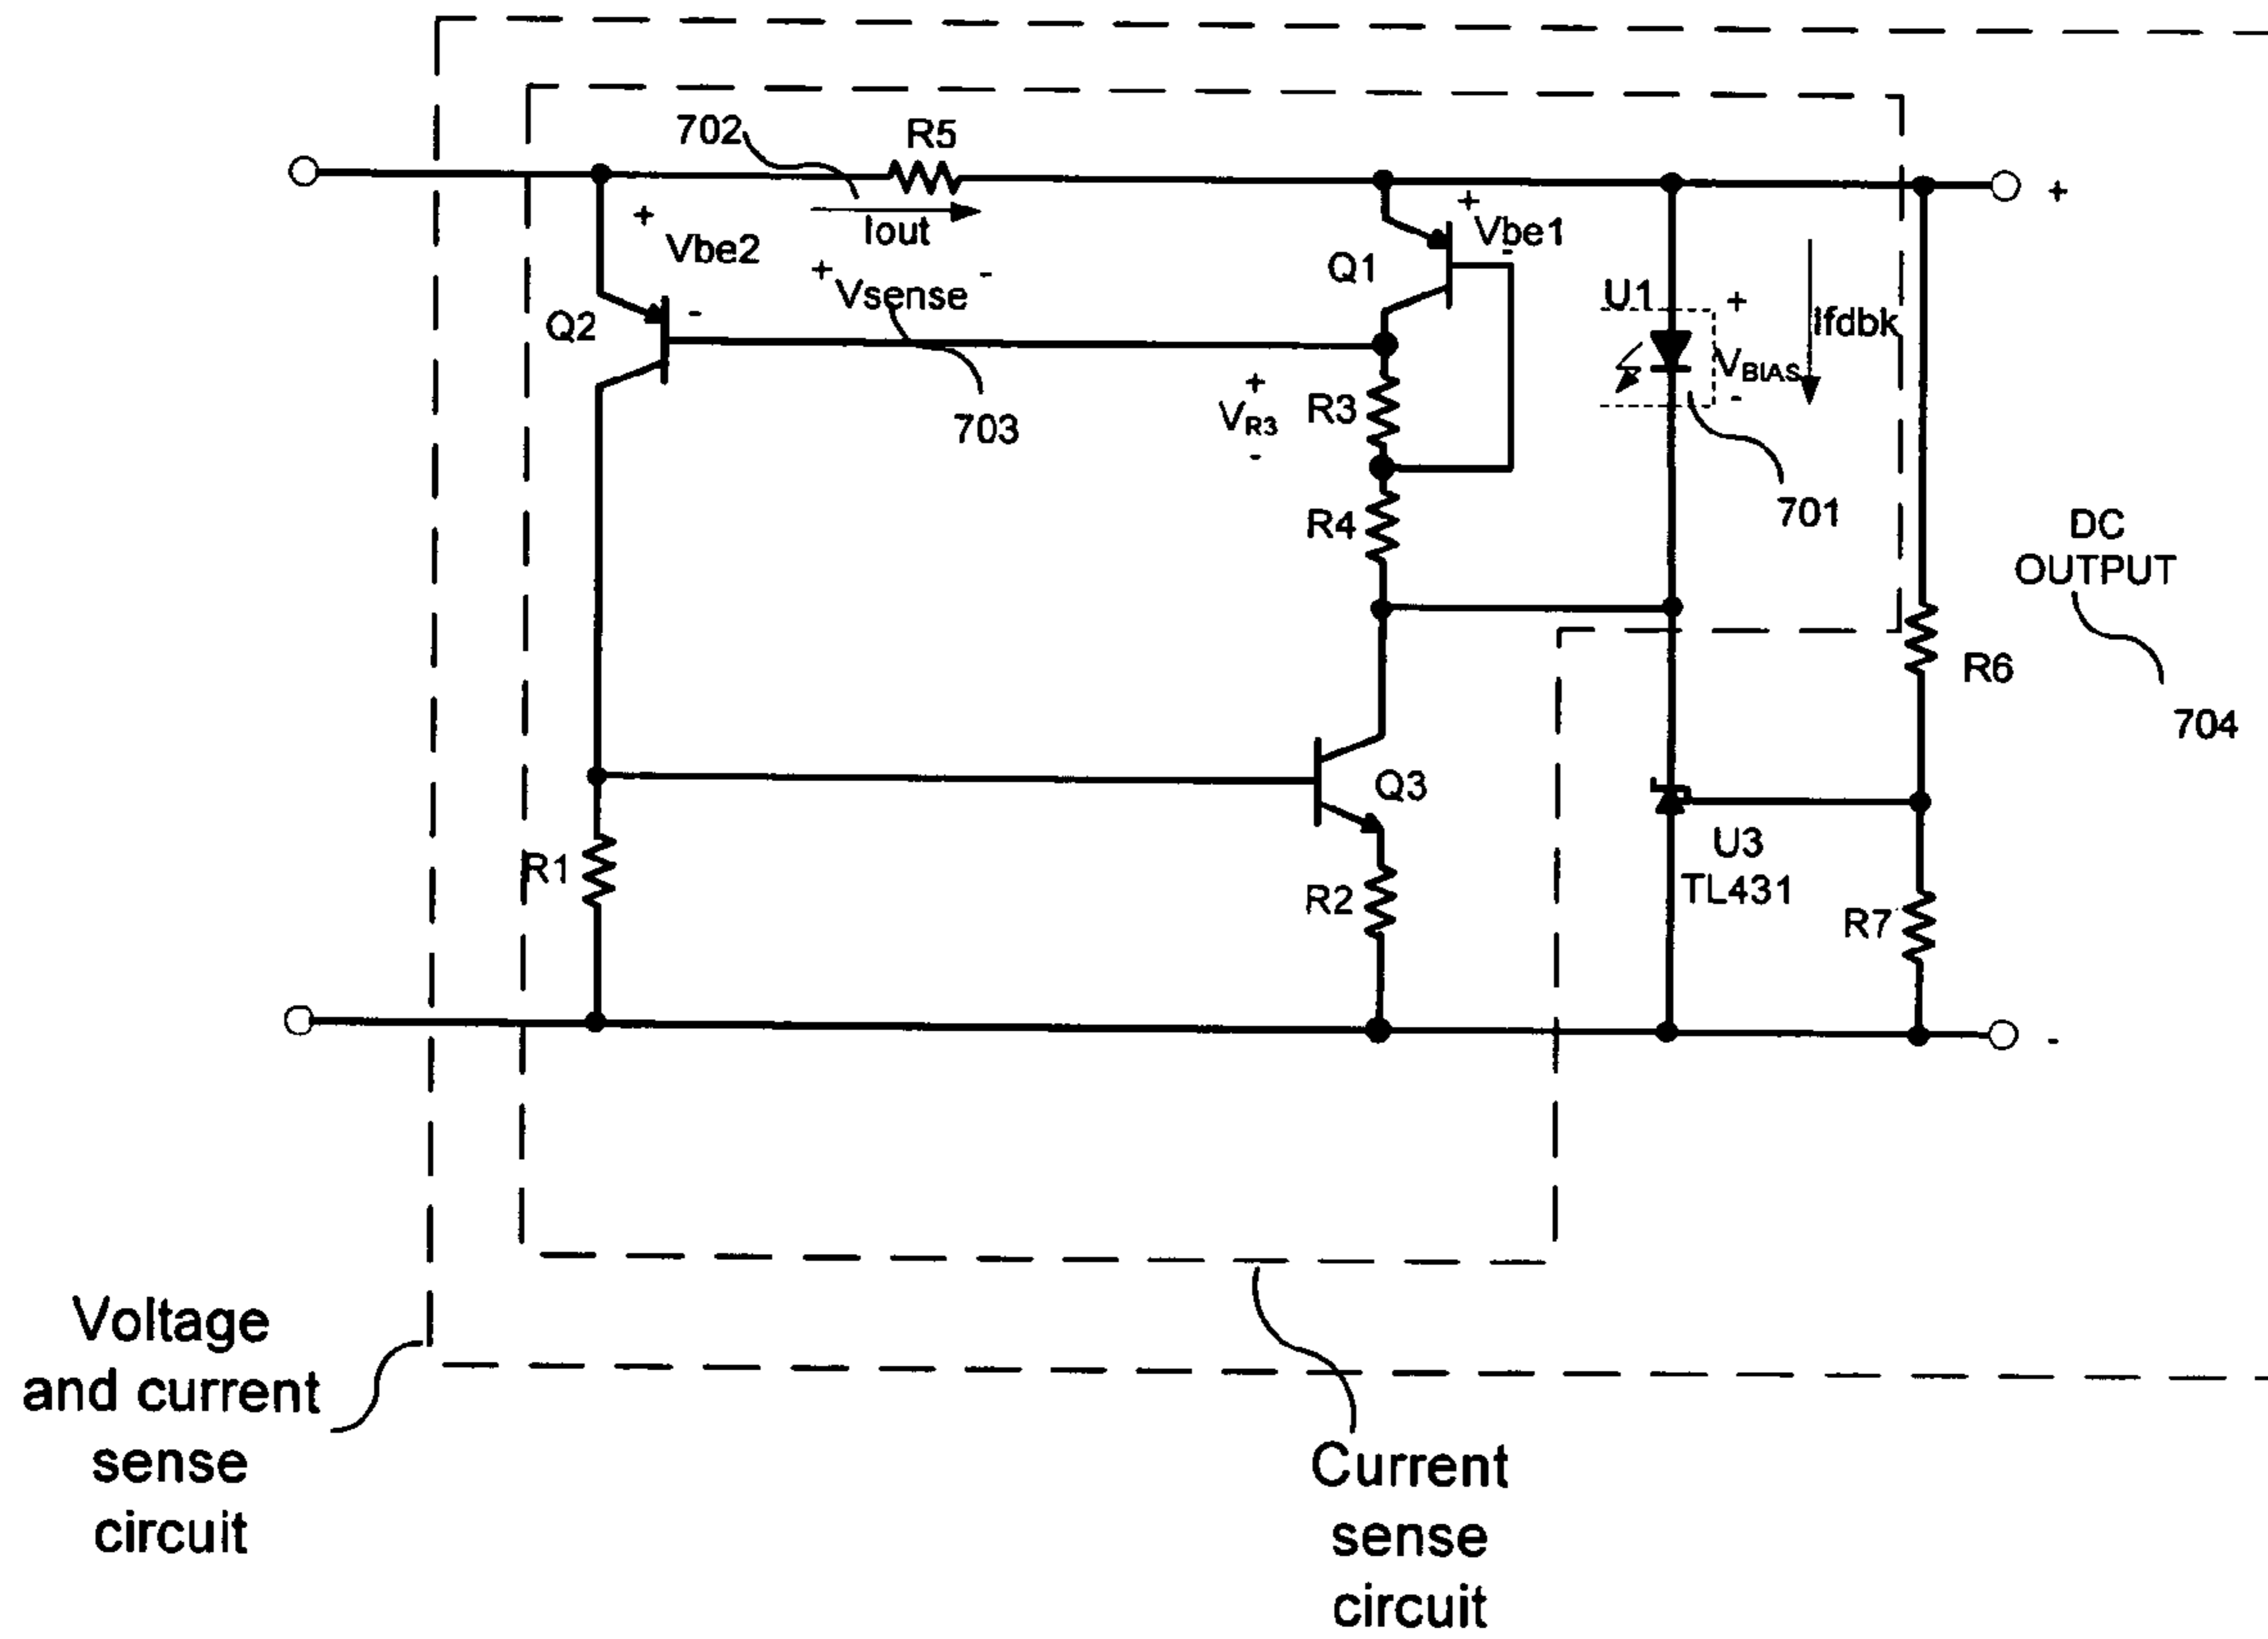 702
R5
+
Vbe2
Iout
+ Vsense -
Q2
-
703
+
Vbe1
-
Q1
+
VR3
-
R3
R4
U1
+
VBIAS
-
Ifdbk
701
+
DC
OUTPUT
704
R6
Q3
R1
R2
U3
TL431
R7
-
Voltage
and current
sense
circuit
Current
sense
circuit